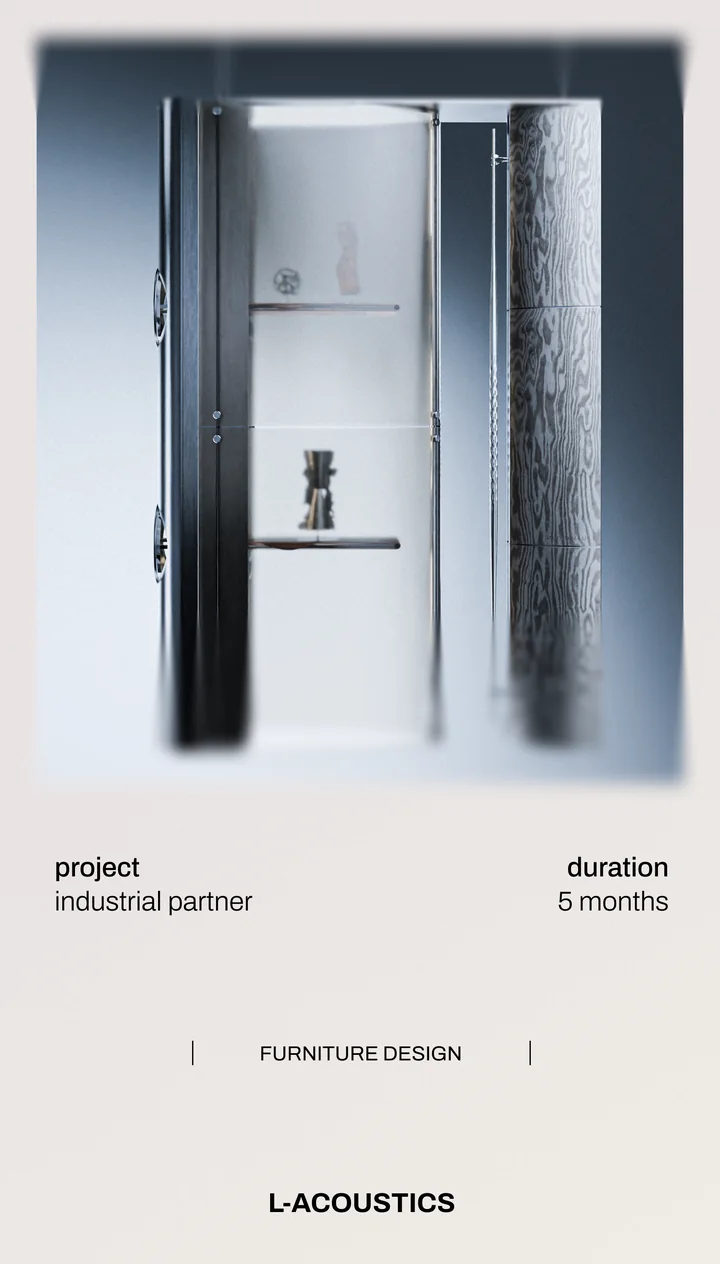 project
industrial partner
duration
5 months
FURNITURE DESIGN
L-ACOUSTICS